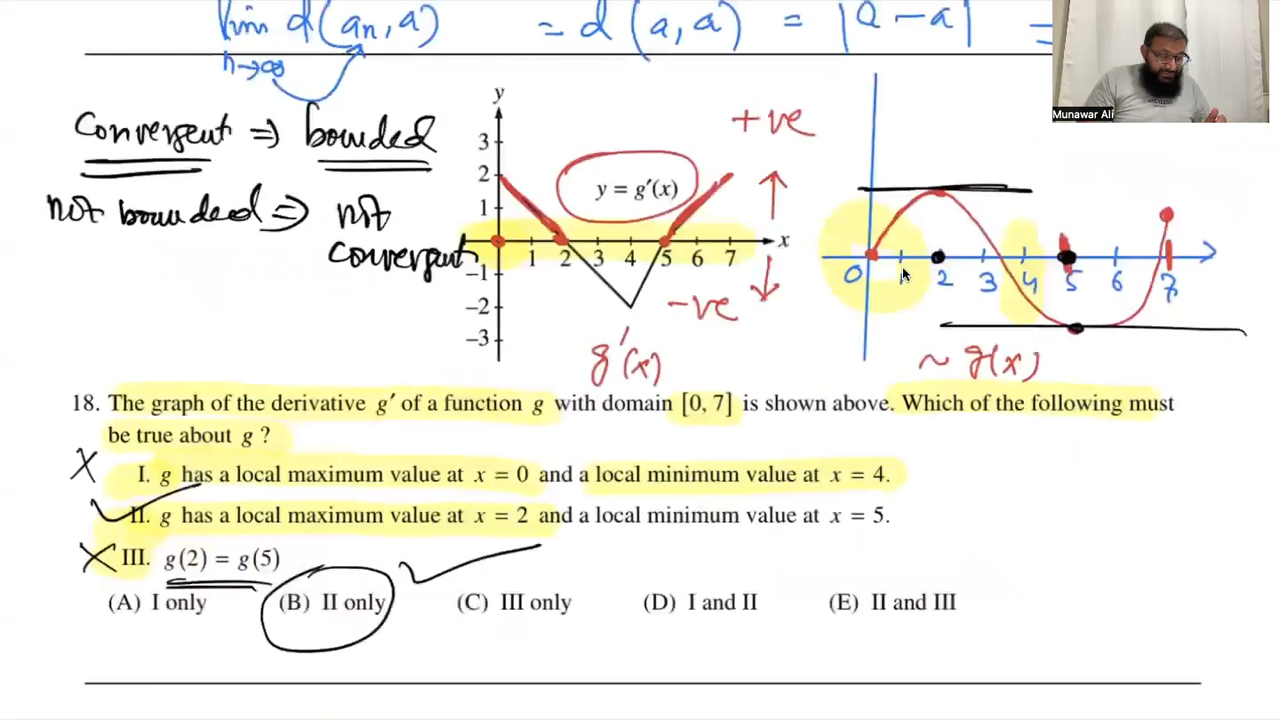 lim d(an, a) = d(a, a) = |a - a| =
n→∞
Munawar Ali
Convergent ⇒ bounded
not bounded ⇒ not
convergent
y
3
2
1
−1
−2
−3
1 2 3 4 5 6 7 x
y = g′(x)
+ve
−ve
g′(x)
0 1 2 3 4 5 6 7
~ g(x)
18. The graph of the derivative g′ of a function g with domain [0, 7] is shown above. Which of the following must
be true about g ?
I. g has a local maximum value at x = 0 and a local minimum value at x = 4.
II. g has a local maximum value at x = 2 and a local minimum value at x = 5.
III. g(2) = g(5)
(A) I only (B) II only (C) III only (D) I and II (E) II and III